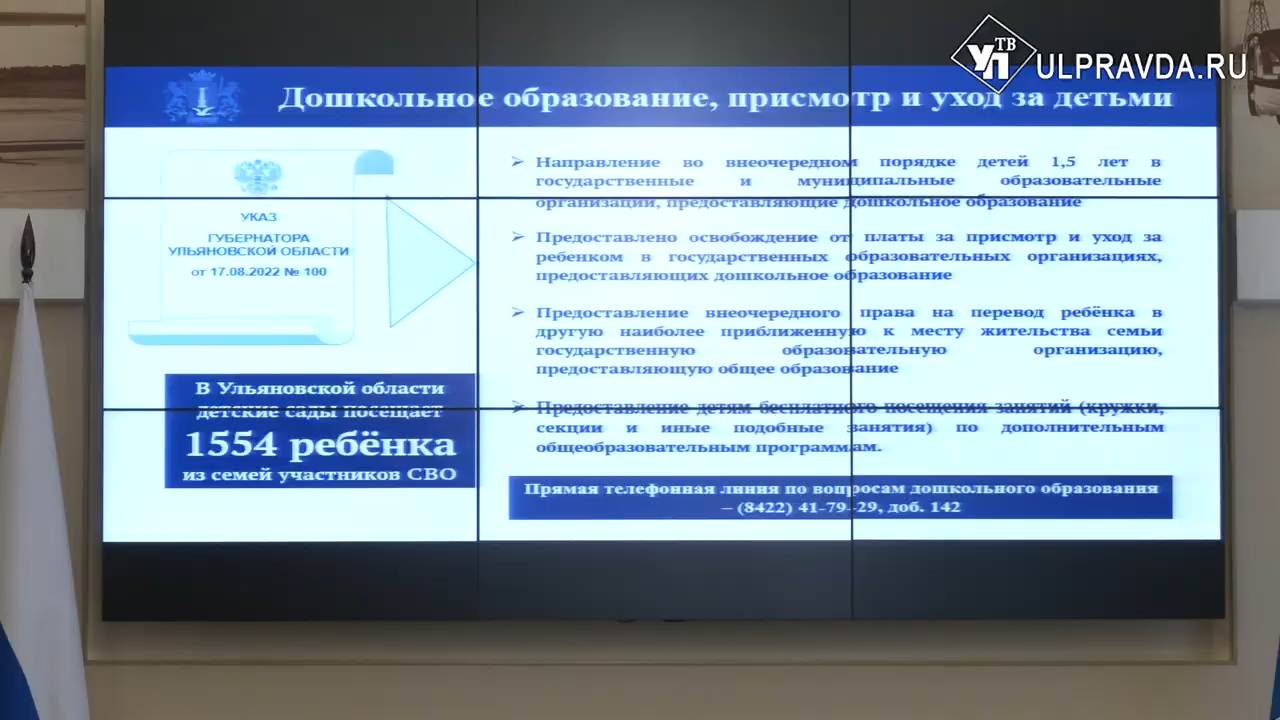 ТВ
УП
ULPRAVDA.RU
Дошкольное образование, присмотр и уход за детьми
УКАЗ
ГУБЕРНАТОРА
УЛЬЯНОВСКОЙ ОБЛАСТИ
от 17.08.2022 № 100
В Ульяновской области
детские сады посещает
1554 ребёнка
из семей участников СВО
➢ Направление во внеочередном порядке детей 1,5 лет в
государственные и муниципальные образовательные
организации, предоставляющие дошкольное образование
➢ Предоставлено освобождение от платы за присмотр и уход за
ребенком в государственных образовательных организациях,
предоставляющих дошкольное образование
➢ Предоставление внеочередного права на перевод ребёнка в
другую наиболее приближенную к месту жительства семьи
государственную образовательную организацию,
предоставляющую общее образование
➢ Предоставление детям бесплатного посещения занятий (кружки,
секции и иные подобные занятия) по дополнительным
общеобразовательным программам.
Прямая телефонная линия по вопросам дошкольного образования
– (8422) 41-79-29, доб. 142